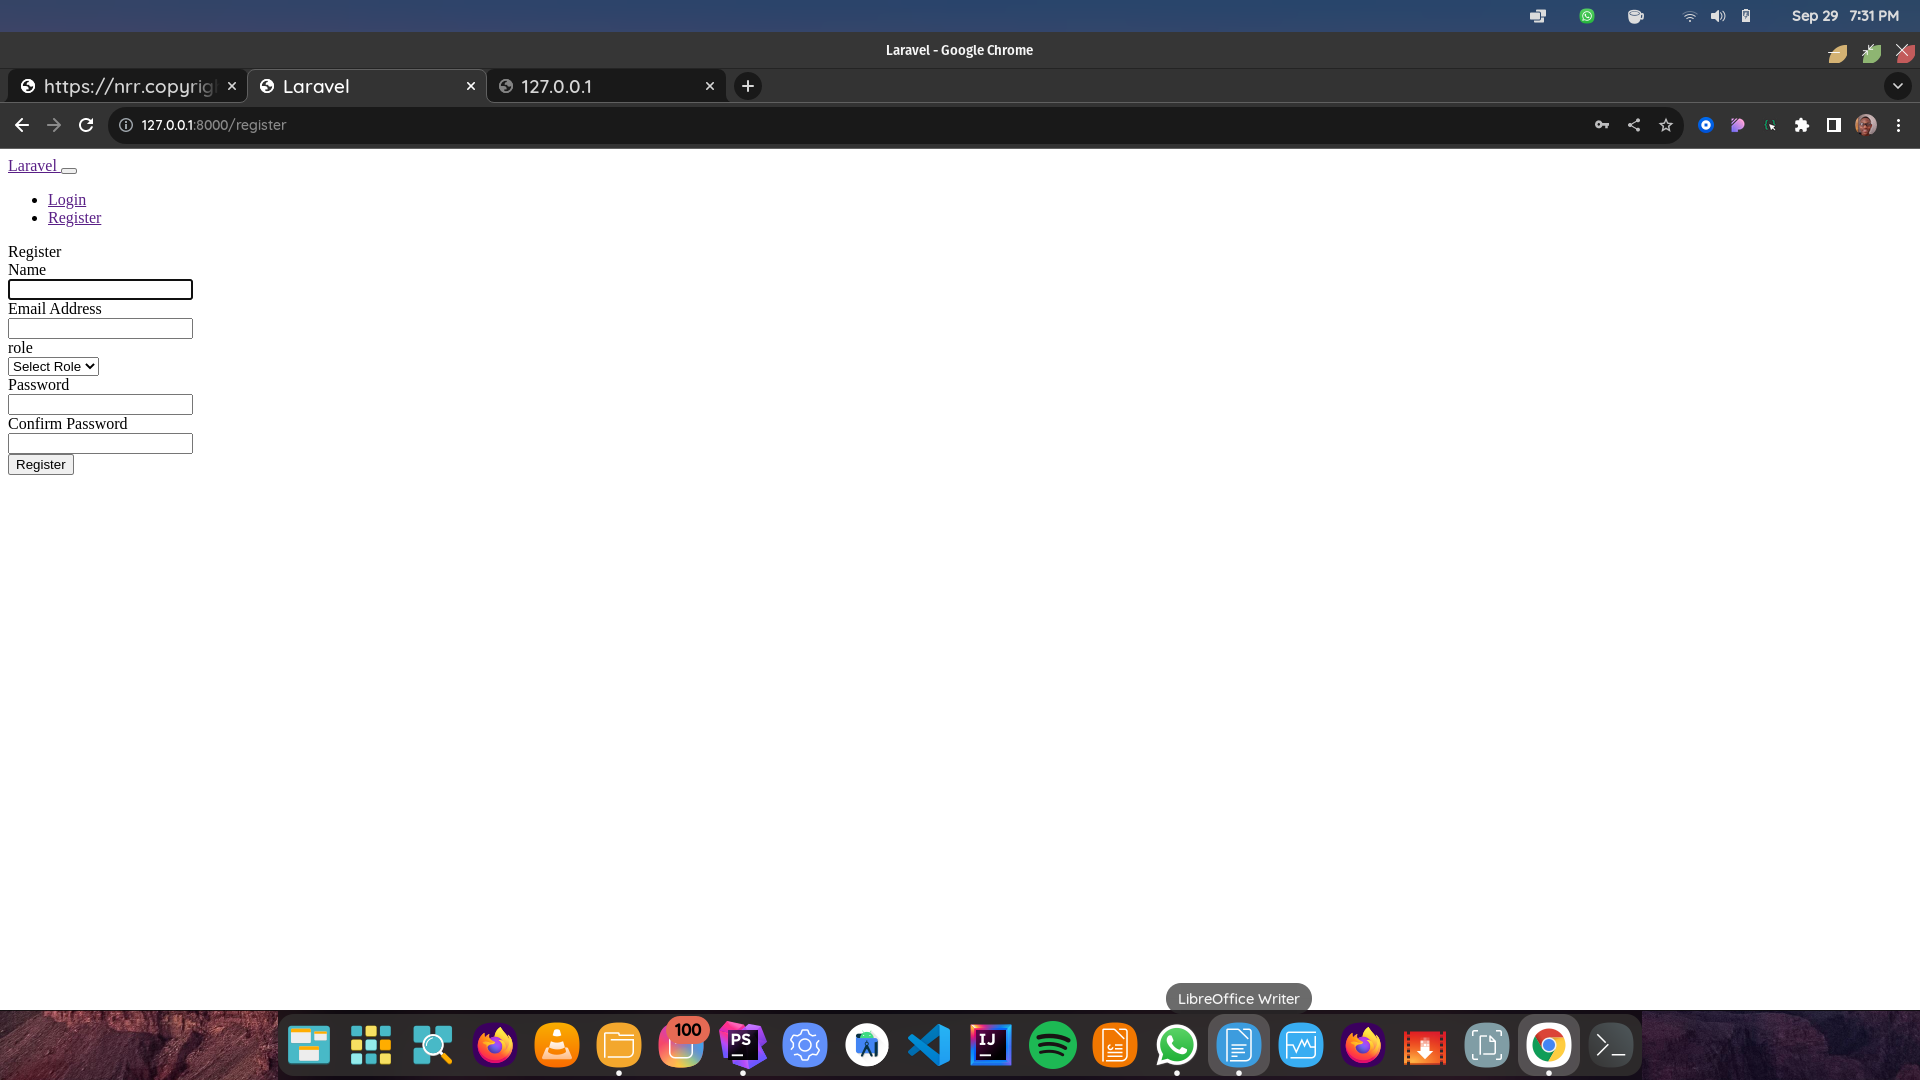 Sep 29 7:31 PM
Laravel - Google Chrome
https://nrr.copyrig
Laravel
127.0.0.1
127.0.0.1:8000/register
Laravel
Login
Register
Register
Name
Email Address
role
Select Role
Password
Confirm Password
Register
LibreOffice Writer
100
PS
IJ